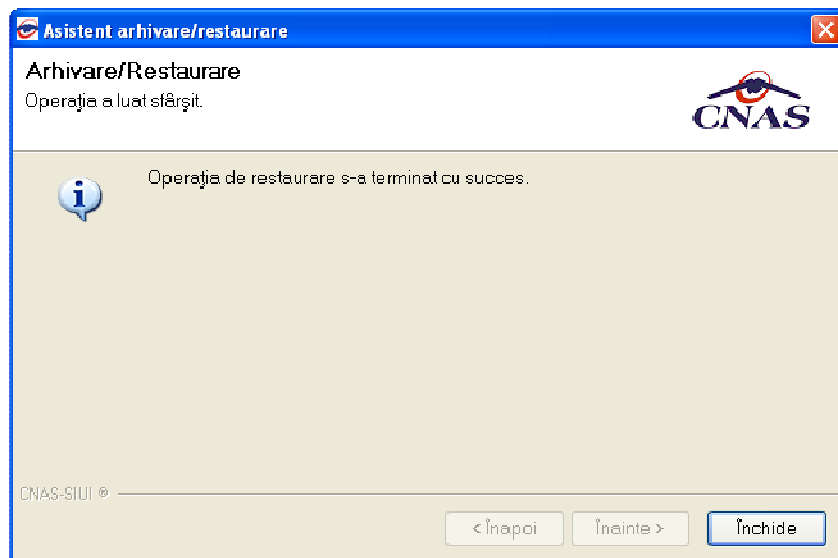 Asistent arhivare/restaurare
Arhivare/Restaurare
Operaţia a luat sfârşit.
CNAS
Operaţia de restaurare s-a terminat cu succes.
CNAS-SIUI ®
< Înapoi
Înainte >
Închide